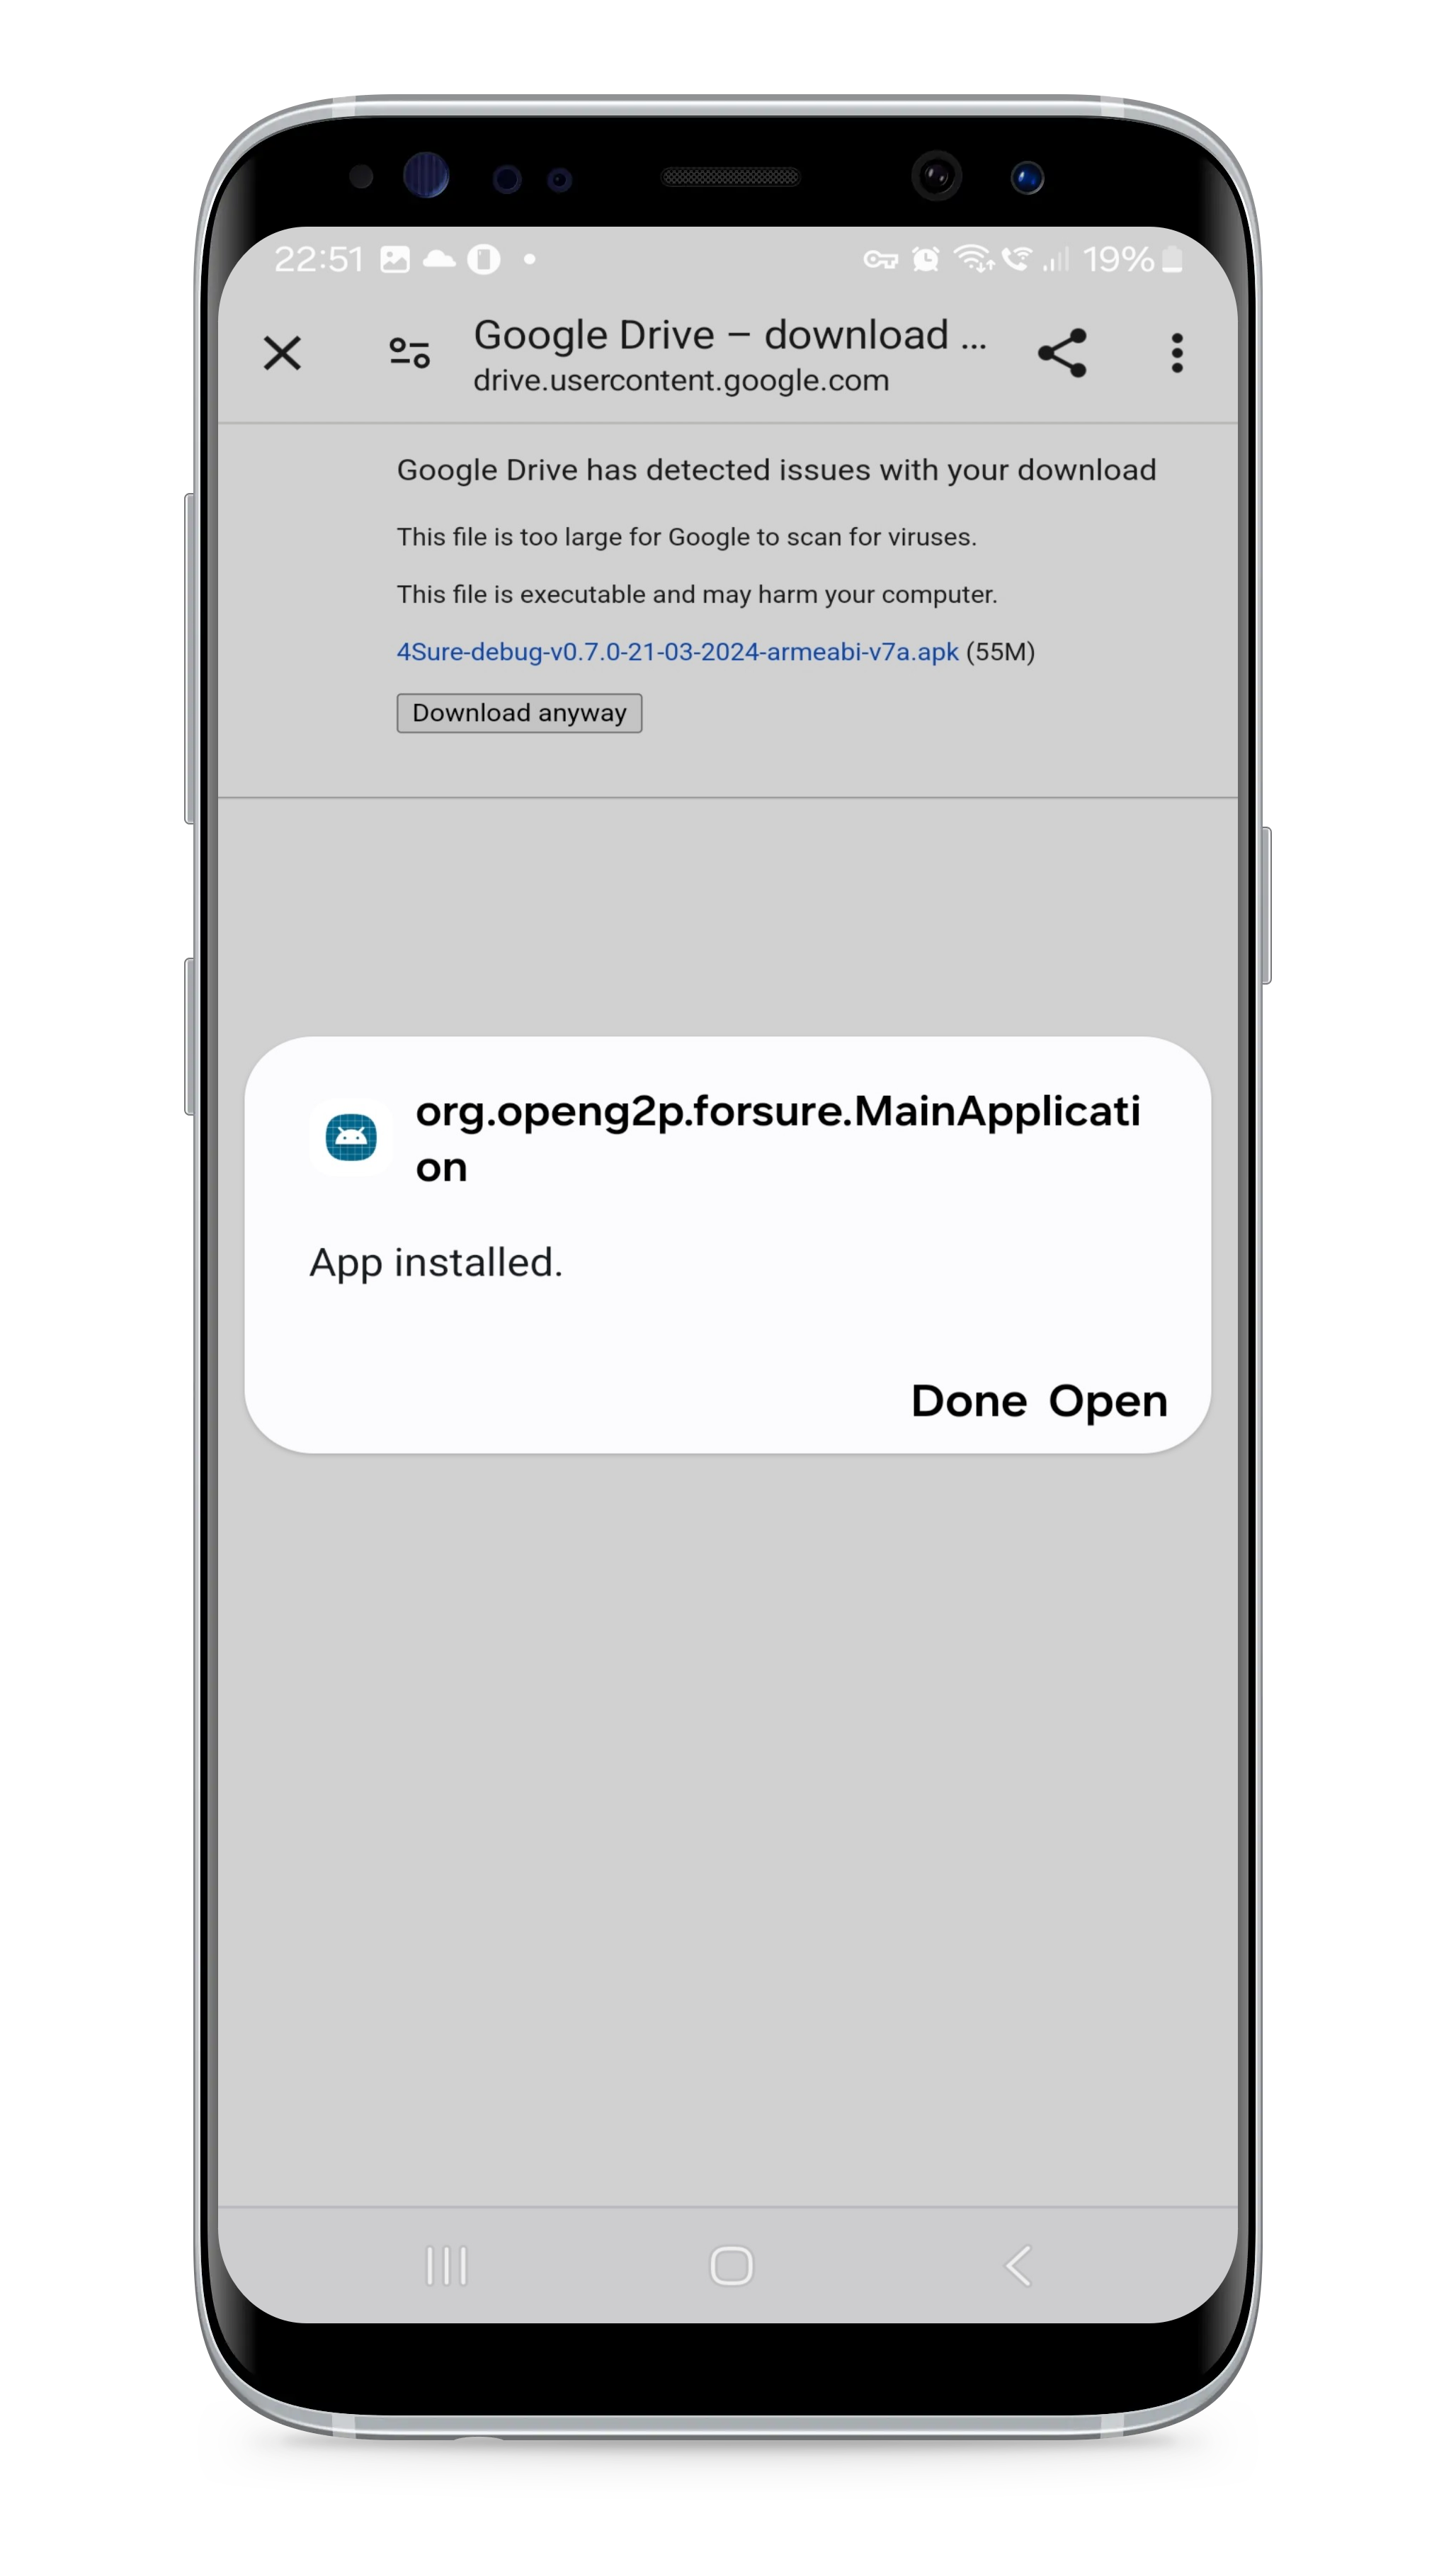 22:51 19%
Google Drive – download ...
drive.usercontent.google.com
Google Drive has detected issues with your download
This file is too large for Google to scan for viruses.
This file is executable and may harm your computer.
4Sure-debug-v0.7.0-21-03-2024-armeabi-v7a.apk (55M)
Download anyway
org.openg2p.forsure.MainApplicati
on
App installed.
Done Open